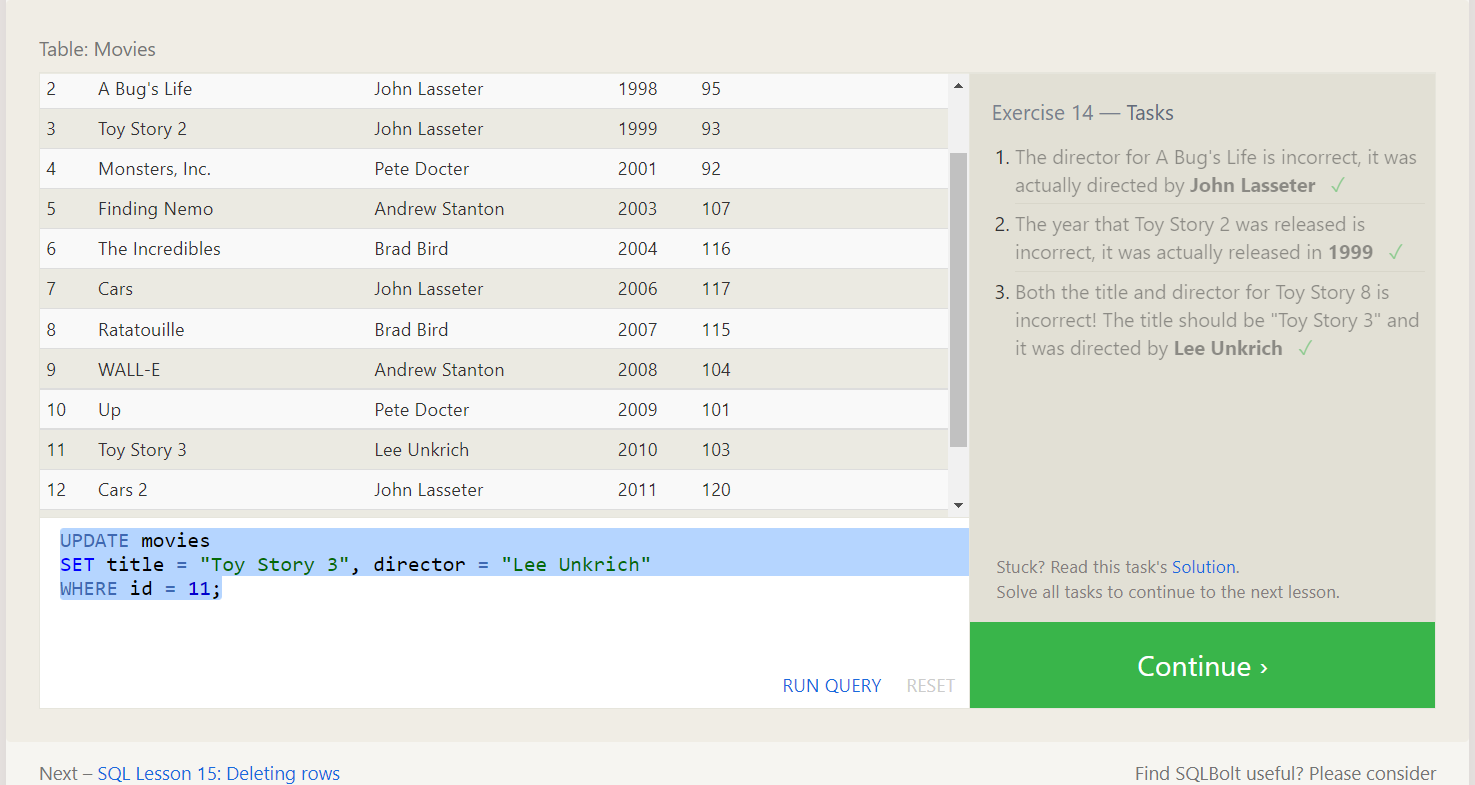 Table: Movies
2 A Bug's Life John Lasseter 1998 95
3 Toy Story 2 John Lasseter 1999 93
4 Monsters, Inc. Pete Docter 2001 92
5 Finding Nemo Andrew Stanton 2003 107
6 The Incredibles Brad Bird 2004 116
7 Cars John Lasseter 2006 117
8 Ratatouille Brad Bird 2007 115
9 WALL-E Andrew Stanton 2008 104
10 Up Pete Docter 2009 101
11 Toy Story 3 Lee Unkrich 2010 103
12 Cars 2 John Lasseter 2011 120
UPDATE movies
SET title = "Toy Story 3", director = "Lee Unkrich"
WHERE id = 11;
RUN QUERY RESET
Exercise 14 — Tasks
1. The director for A Bug's Life is incorrect, it was
actually directed by John Lasseter ✓
2. The year that Toy Story 2 was released is
incorrect, it was actually released in 1999 ✓
3. Both the title and director for Toy Story 8 is
incorrect! The title should be "Toy Story 3" and
it was directed by Lee Unkrich ✓
Stuck? Read this task's Solution.
Solve all tasks to continue to the next lesson.
Continue ›
Next – SQL Lesson 15: Deleting rows
Find SQLBolt useful? Please consider